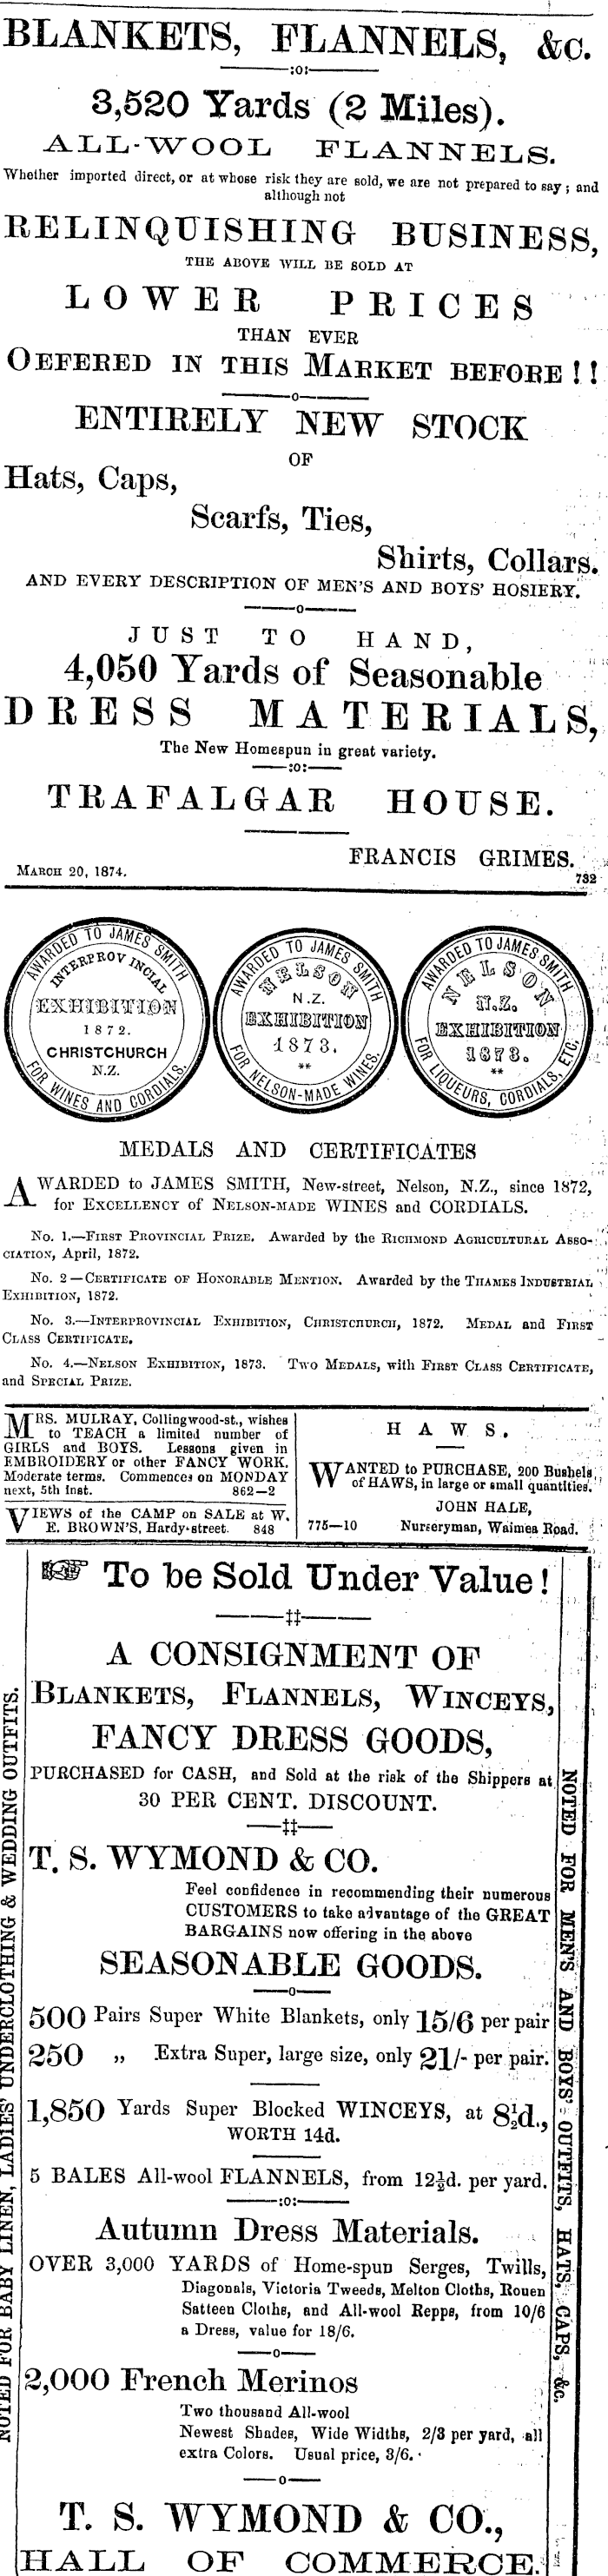 BLANKETS, FLANNELS, &c.
:o:
3,520 Yards (2 Miles).
ALL-WOOL FLANNELS.
Whether imported direct, or at whose risk they are sold, we are not prepared to say; and
although not
RELINQUISHING BUSINESS,
THE ABOVE WILL BE SOLD AT
LOWER PRICES
THAN EVER
OEFERED IN THIS MARKET BEFORE!!
o
ENTIRELY NEW STOCK
OF
Hats, Caps,
Scarfs, Ties,
Shirts, Collars.
AND EVERY DESCRIPTION OF MEN'S AND BOYS' HOSIERY.
o
JUST TO HAND,
4,050 Yards of Seasonable
DRESS MATERIALS,
The New Homespun in great variety.
:o:
TRAFALGAR HOUSE.
FRANCIS GRIMES.
MARCH 20, 1874. 732
AWARDED TO JAMES SMITH
INTERPROVINCIAL
EXHIBITION
1872.
CHRISTCHURCH
N.Z.
FOR WINES AND CORDIALS.
AWARDED TO JAMES SMITH
NELSON
N.Z.
EXHIBITION
1873.
**
FOR NELSON-MADE WINES.
AWARDED TO JAMES SMITH
NELSON
N.Z.
EXHIBITION
1873.
**
FOR LIQUEURS, CORDIALS, ETC.
MEDALS AND CERTIFICATES
AWARDED to JAMES SMITH, New-street, Nelson, N.Z., since 1872,
for EXCELLENCY of NELSON-MADE WINES and CORDIALS.
No. 1.—FIRST PROVINCIAL PRIZE. Awarded by the RICHMOND AGRICULTURAL ASSO-
CIATION, April, 1872.
No. 2—CERTIFICATE OF HONORABLE MENTION. Awarded by the THAMES INDUSTRIAL
EXHIBITION, 1872.
No. 3.—INTERPROVINCIAL EXHIBITION, CHRISTCHURCH, 1872. MEDAL and FIRST
CLASS CERTIFICATE.
No. 4.—NELSON EXHIBITION, 1873. Two MEDALS, with FIRST CLASS CERTIFICATE,
and SPECIAL PRIZE.
MRS. MULRAY, Collingwood-st., wishes
to TEACH a limited number of
GIRLS and BOYS. Lessons given in
EMBROIDERY or other FANCY WORK.
Moderate terms. Commences on MONDAY
next, 5th inst. 862—2
VIEWS of the CAMP on SALE at W.
E. BROWN'S, Hardy-street. 848
HAWS.
WANTED to PURCHASE, 200 Bushels
of HAWS, in large or small quantities.
JOHN HALE,
775—10 Nurseryman, Waimea Road.
NOTED FOR BABY LINEN, LADIES' UNDERCLOTHING & WEDDING OUTFITS.
☞ To be Sold Under Value!
‡‡
A CONSIGNMENT OF
BLANKETS, FLANNELS, WINCEYS,
FANCY DRESS GOODS,
PURCHASED for CASH, and Sold at the risk of the Shippers at
30 PER CENT. DISCOUNT.
‡‡
T. S. WYMOND & CO.
Feel confidence in recommending their numerous
CUSTOMERS to take advantage of the GREAT
BARGAINS now offering in the above
SEASONABLE GOODS.
o
500 Pairs Super White Blankets, only 15/6 per pair
250 „ Extra Super, large size, only 21/- per pair.
1,850 Yards Super Blocked WINCEYS, at 8½d.,
WORTH 14d.
5 BALES All-wool FLANNELS, from 12½d. per yard.
:o:
Autumn Dress Materials.
OVER 3,000 YARDS of Home-spun Serges, Twills,
Diagonals, Victoria Tweeds, Melton Cloths, Rouen
Satteen Cloths, and All-wool Repps, from 10/6
a Dress, value for 18/6.
o
2,000 French Merinos
Two thousand All-wool
Newest Shades, Wide Widths, 2/3 per yard, all
extra Colors. Usual price, 3/6.
o
T. S. WYMOND & CO.,
HALL OF COMMERCE.
NOTED FOR MEN'S AND BOYS' OUTFITS, HATS, CAPS, &c.